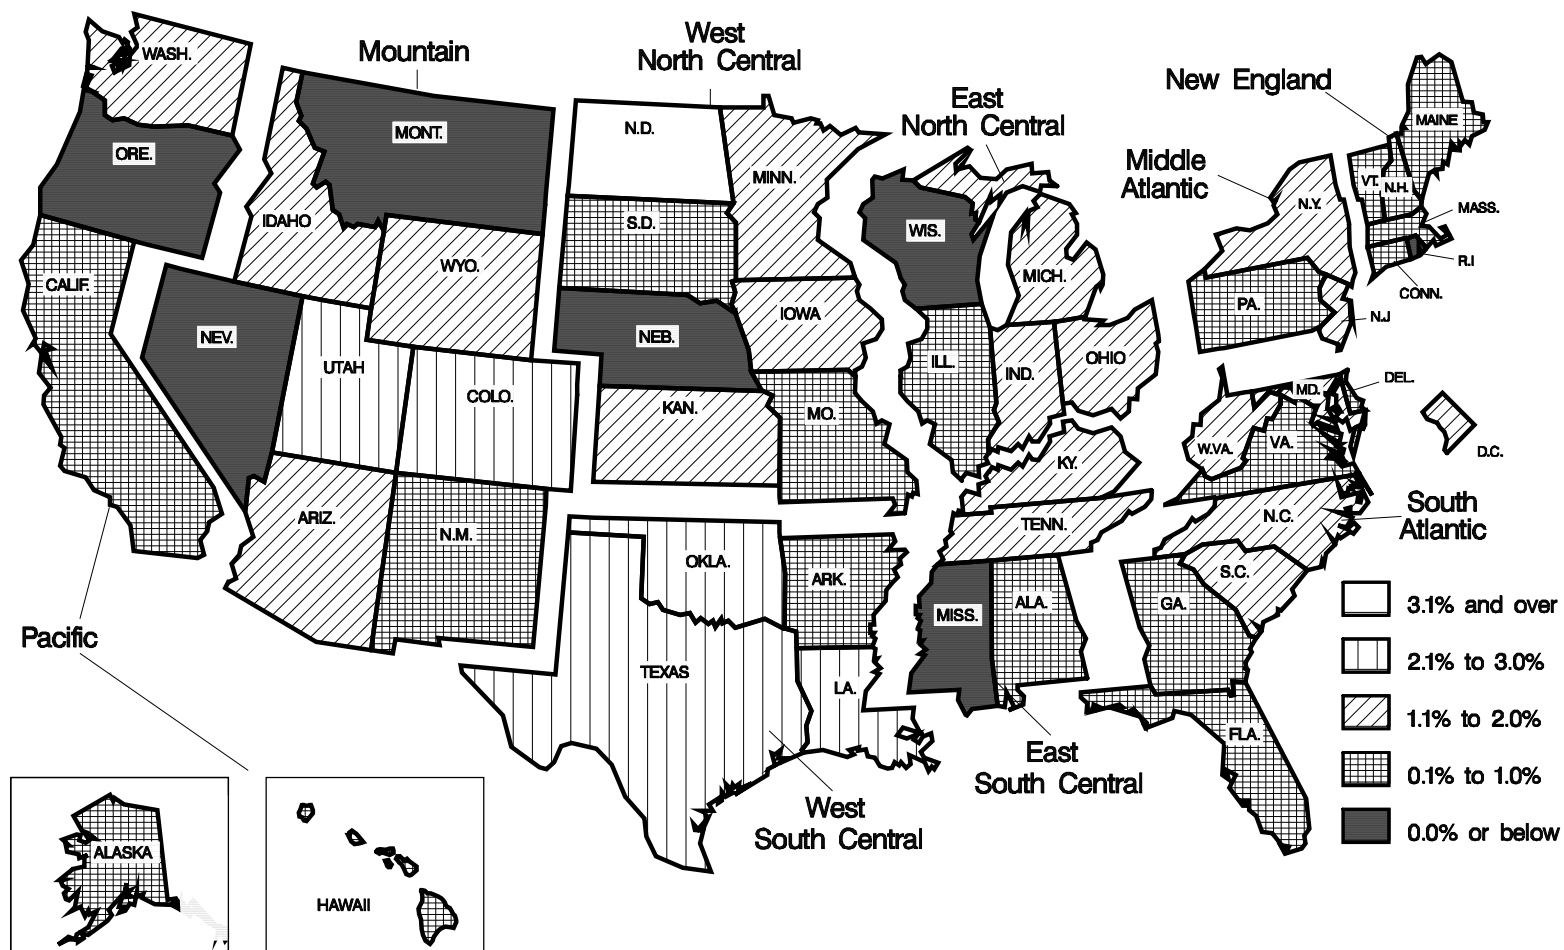 West
North Central
Mountain
East
North Central
New England
Middle
Atlantic
WASH.
ORE.
MONT.
N.D.
MINN.
MAINE
VT.
N.H.
MASS.
R.I
CONN.
N.Y.
IDAHO
WYO.
S.D.
WIS.
MICH.
CALIF.
NEV.
UTAH
COLO.
NEB.
IOWA
ILL.
IND.
OHIO
PA.
N.J
KAN.
MO.
MD.
DEL.
D.C.
W.VA.
VA.
KY.
ARIZ.
N.M.
OKLA.
ARK.
TENN.
N.C.
South
Atlantic
S.C.
MISS.
ALA.
GA.
TEXAS
LA.
FLA.
Pacific
East
South Central
West
South Central
ALASKA
HAWAII
3.1% and over
2.1% to 3.0%
1.1% to 2.0%
0.1% to 1.0%
0.0% or below